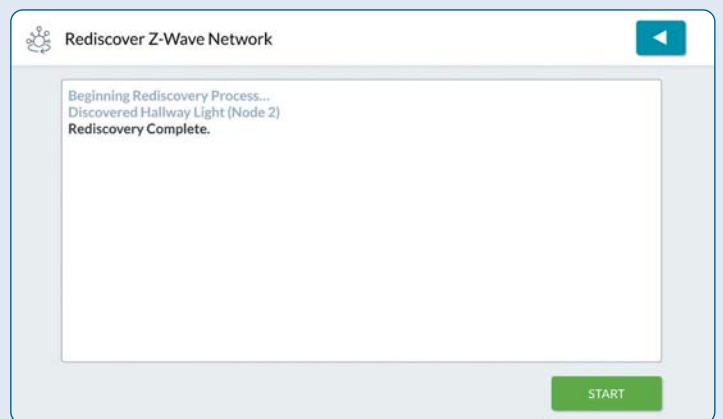 Rediscover Z-Wave Network
Beginning Rediscovery Process...
Discovered Hallway Light (Node 2)
Rediscovery Complete.
START